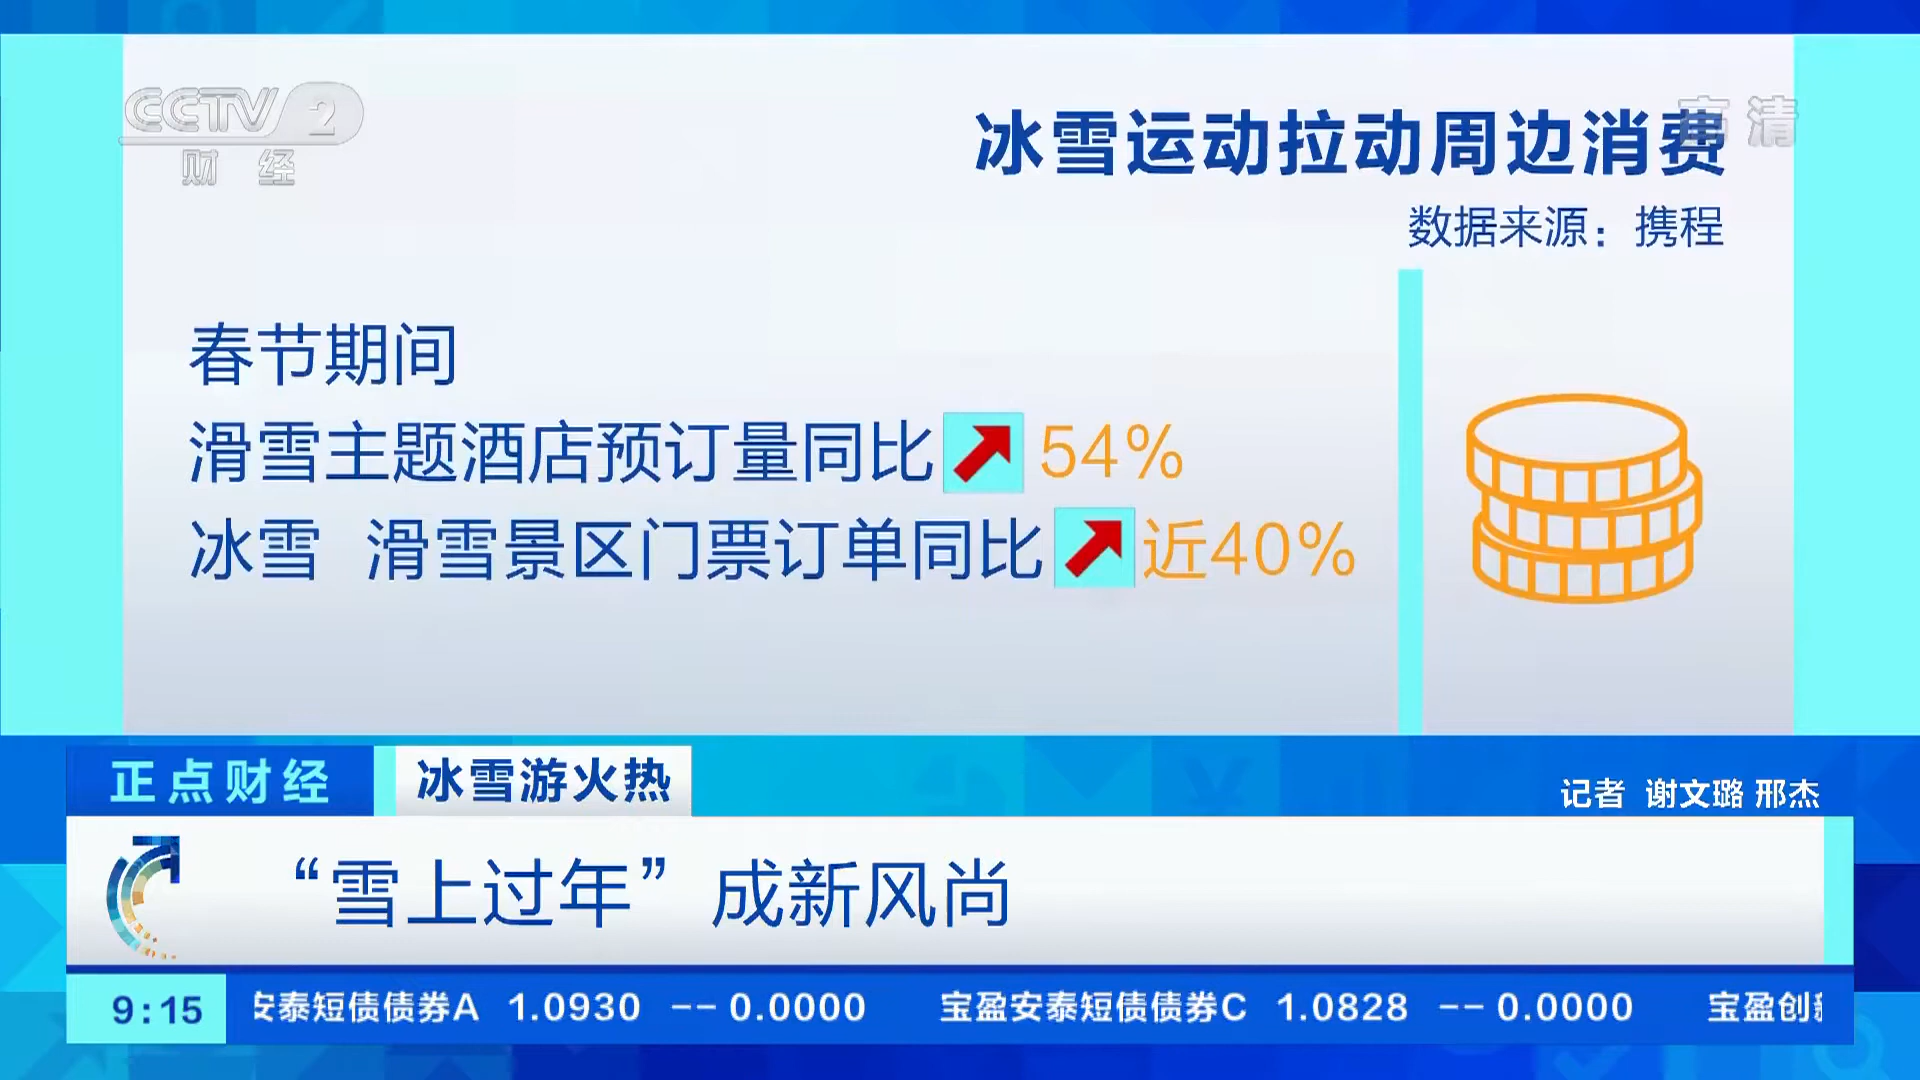 CCTV 2
财 经
高清
冰雪运动拉动周边消费
数据来源：携程
春节期间
滑雪主题酒店预订量同比 54%
冰雪 滑雪景区门票订单同比 近40%
正点财经
冰雪游火热
记者 谢文璐 邢杰
“雪上过年”成新风尚
9:15 安泰短债债券A 1.0930 -- 0.0000 宝盈安泰短债债券C 1.0828 -- 0.0000 宝盈创